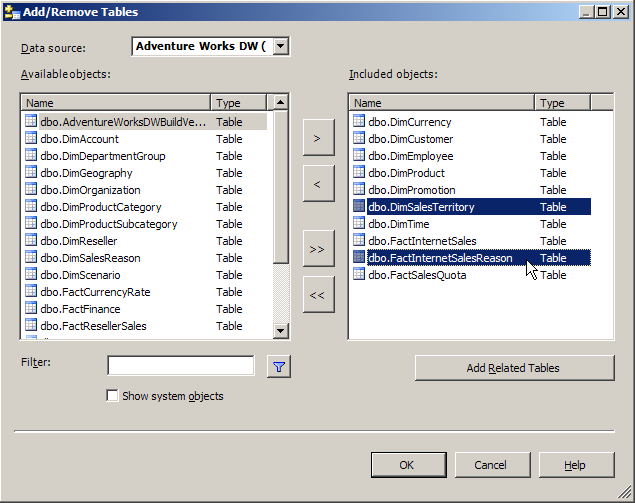 Add/Remove Tables
Data source:
Adventure Works DW (
Available objects:
Name Type
dbo.AdventureWorksDWBuildVe... Table
dbo.DimAccount Table
dbo.DimDepartmentGroup Table
dbo.DimGeography Table
dbo.DimOrganization Table
dbo.DimProductCategory Table
dbo.DimProductSubcategory Table
dbo.DimReseller Table
dbo.DimSalesReason Table
dbo.DimScenario Table
dbo.FactCurrencyRate Table
dbo.FactFinance Table
dbo.FactResellerSales Table
>
<
>>
<<
Included objects:
Name Type
dbo.DimCurrency Table
dbo.DimCustomer Table
dbo.DimEmployee Table
dbo.DimProduct Table
dbo.DimPromotion Table
dbo.DimSalesTerritory Table
dbo.DimTime Table
dbo.FactInternetSales Table
dbo.FactInternetSalesReason Table
dbo.FactSalesQuota Table
Filter:
Add Related Tables
Show system objects
OK
Cancel
Help